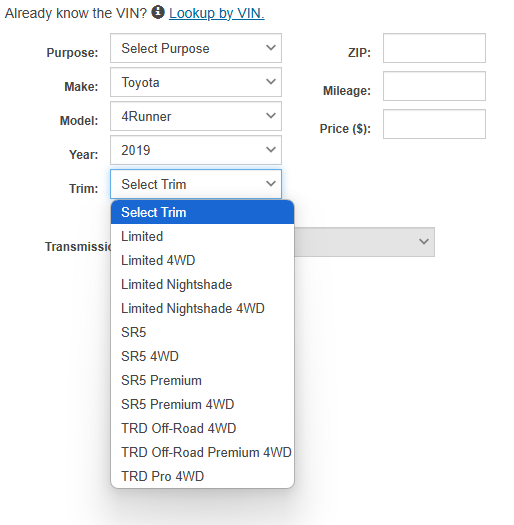 Already know the VIN? Lookup by VIN.
Purpose: Select Purpose ZIP:
Make: Toyota Mileage:
Model: 4Runner Price ($):
Year: 2019
Trim: Select Trim
Select Trim
Limited
Transmissi
Limited 4WD
Limited Nightshade
Limited Nightshade 4WD
SR5
SR5 4WD
SR5 Premium
SR5 Premium 4WD
TRD Off-Road 4WD
TRD Off-Road Premium 4WD
TRD Pro 4WD